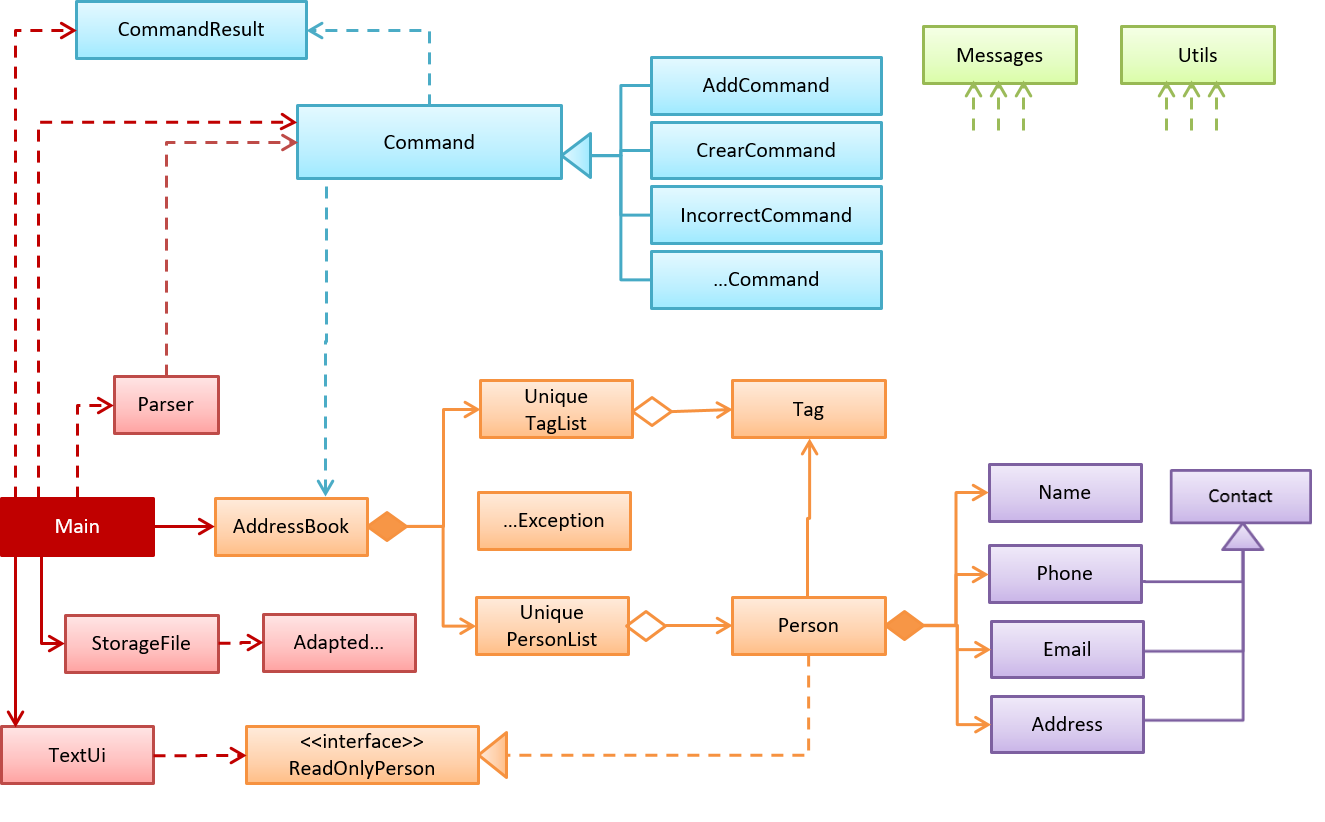 CommandResult
Messages
Utils
AddCommand
Command
CrearCommand
IncorrectCommand
...Command
Parser
Unique
TagList
Tag
Main
AddressBook
...Exception
Name
Contact
Phone
Unique
PersonList
Person
StorageFile
Adapted...
Email
Address
TextUi
<<interface>>
ReadOnlyPerson